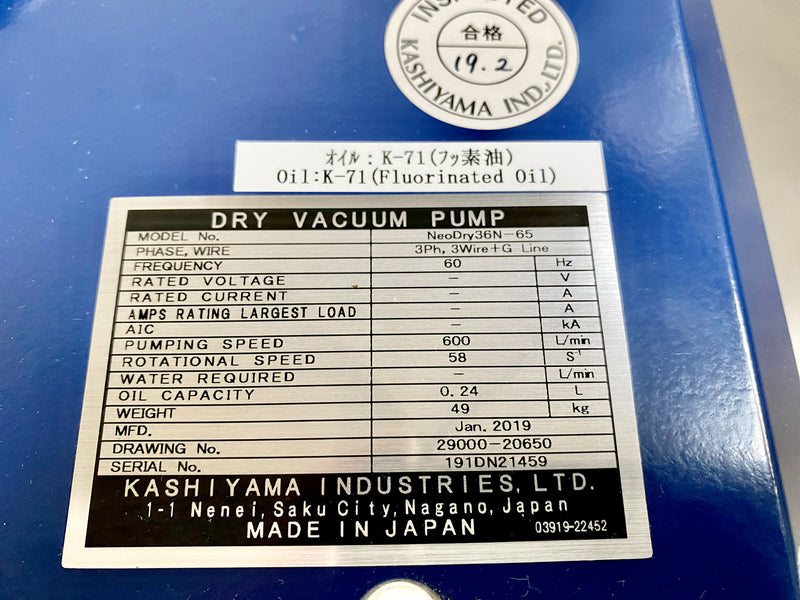 INSPECTED
合格
19.2
KASHIYAMA IND., LTD.
オイル：K-71(フッ素油)
Oil:K-71(Fluorinated Oil)
DRY VACUUM PUMP
MODEL No. NeoDry36N-65
PHASE, WIRE 3Ph, 3Wire+G Line
FREQUENCY 60 Hz
RATED VOLTAGE — V
RATED CURRENT — A
AMPS RATING LARGEST LOAD — A
AIC — kA
PUMPING SPEED 600 L/min
ROTATIONAL SPEED 58 S⁻¹
WATER REQUIRED — L/min
OIL CAPACITY 0.24 L
WEIGHT 49 kg
MFD. Jan. 2019
DRAWING No. 29000-20650
SERIAL No. 191DN21459
KASHIYAMA INDUSTRIES, LTD.
1-1 Nenei, Saku City, Nagano, Japan
MADE IN JAPAN 03919-22452